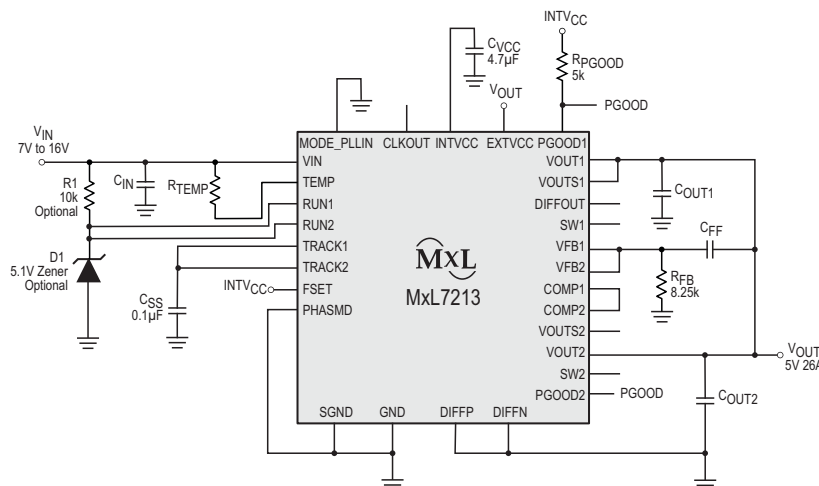 INTVCC
CVCC
4.7µF
RPGOOD
5k
VOUT
PGOOD
VIN
7V to 16V
MODE_PLLIN CLKOUT INTVCC EXTVCC PGOOD1
R1
10k
Optional
CIN
RTEMP
D1
5.1V Zener
Optional
CSS
0.1µF
INTVCC
VIN
TEMP
RUN1
RUN2
TRACK1
TRACK2
FSET
PHASMD
MxL
MxL7213
VOUT1
VOUTS1
DIFFOUT
SW1
VFB1
VFB2
COMP1
COMP2
VOUTS2
VOUT2
SW2
PGOOD2
PGOOD
SGND GND DIFFP DIFFN
COUT1
CFF
RFB
8.25k
VOUT
5V 26A
COUT2